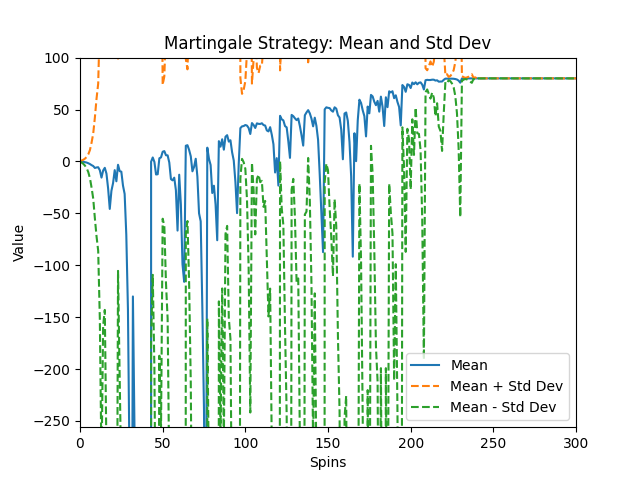 Martingale Strategy: Mean and Std Dev
100
50
0
−50
−100
−150
−200
−250
Value
0
50
100
150
200
250
300
Spins
Mean
Mean + Std Dev
Mean - Std Dev